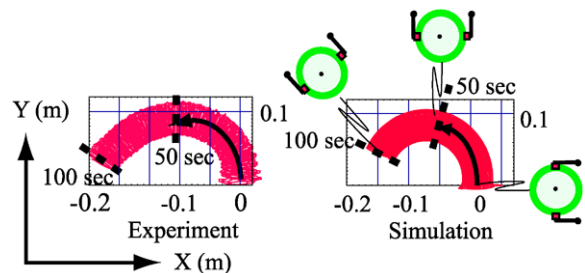 50 sec
Y (m)
0.1
0.1
50 sec
100 sec
100 sec
-0.2
-0.1
0
-0.2
-0.1
0
Experiment
Simulation
X (m)